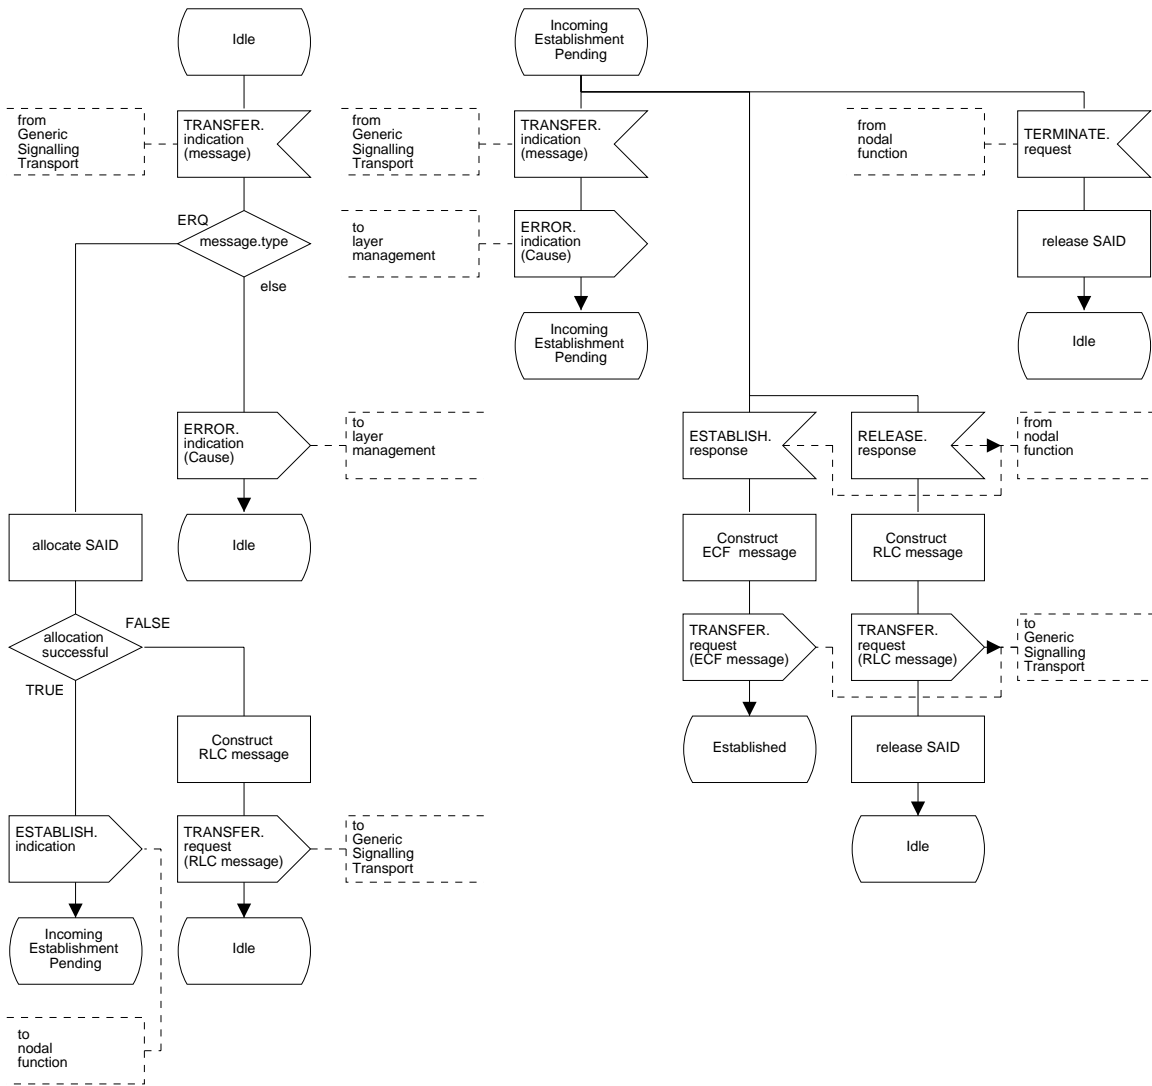 Idle
Incoming
Establishment
Pending
from
Generic
Signalling
Transport
TRANSFER.
indication
(message)
from
Generic
Signalling
Transport
TRANSFER.
indication
(message)
from
nodal
function
TERMINATE.
request
ERQ
message.type
else
to
layer
management
ERROR.
indication
(Cause)
release SAID
Incoming
Establishment
Pending
Idle
ERROR.
indication
(Cause)
to
layer
management
ESTABLISH.
response
RELEASE.
response
from
nodal
function
allocate SAID
Idle
Construct
ECF message
Construct
RLC message
allocation
successful
FALSE
TRUE
TRANSFER.
request
(ECF message)
TRANSFER.
request
(RLC message)
to
Generic
Signalling
Transport
Construct
RLC message
Established
release SAID
ESTABLISH.
indication
TRANSFER.
request
(RLC message)
to
Generic
Signalling
Transport
Idle
Incoming
Establishment
Pending
Idle
to
nodal
function